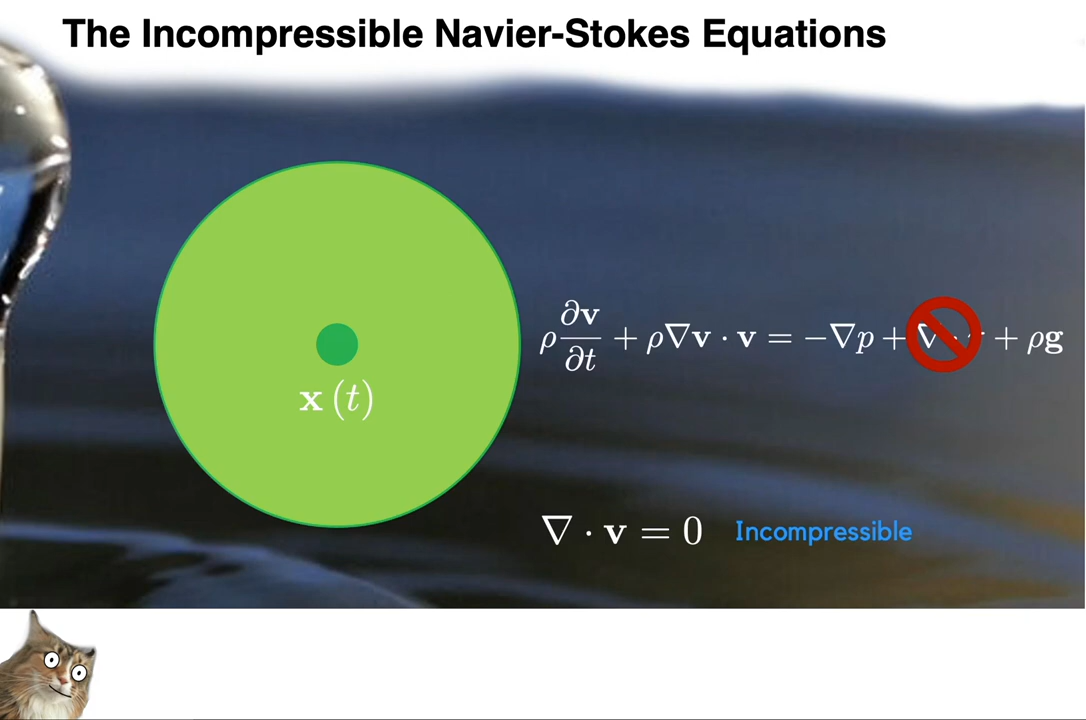 The Incompressible Navier-Stokes Equations
x (t)
ρ ∂v/∂t + ρ∇v · v = −∇p + ∇ · + ρg
∇ · v = 0 Incompressible